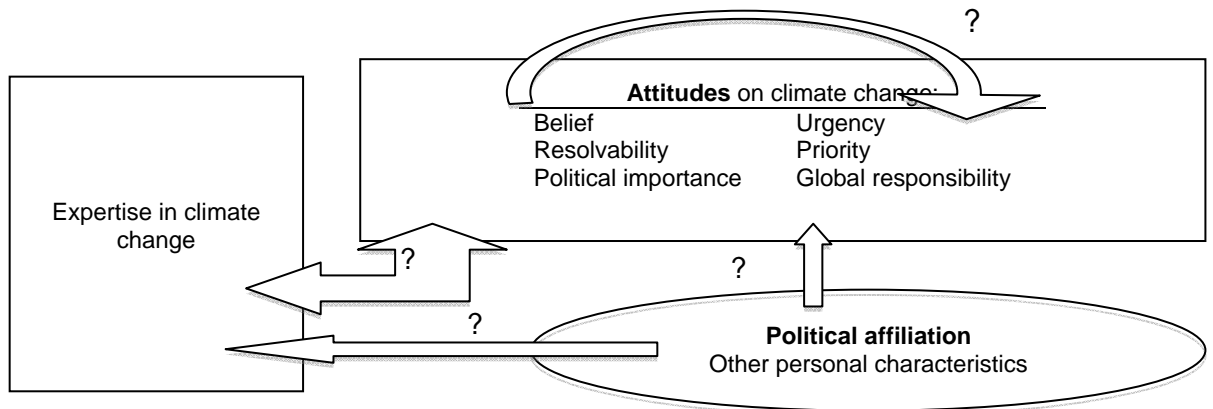 ?
Attitudes on climate change:
Belief
Resolvability
Political importance
Urgency
Priority
Global responsibility
Expertise in climate
change
?
?
?
Political affiliation
Other personal characteristics